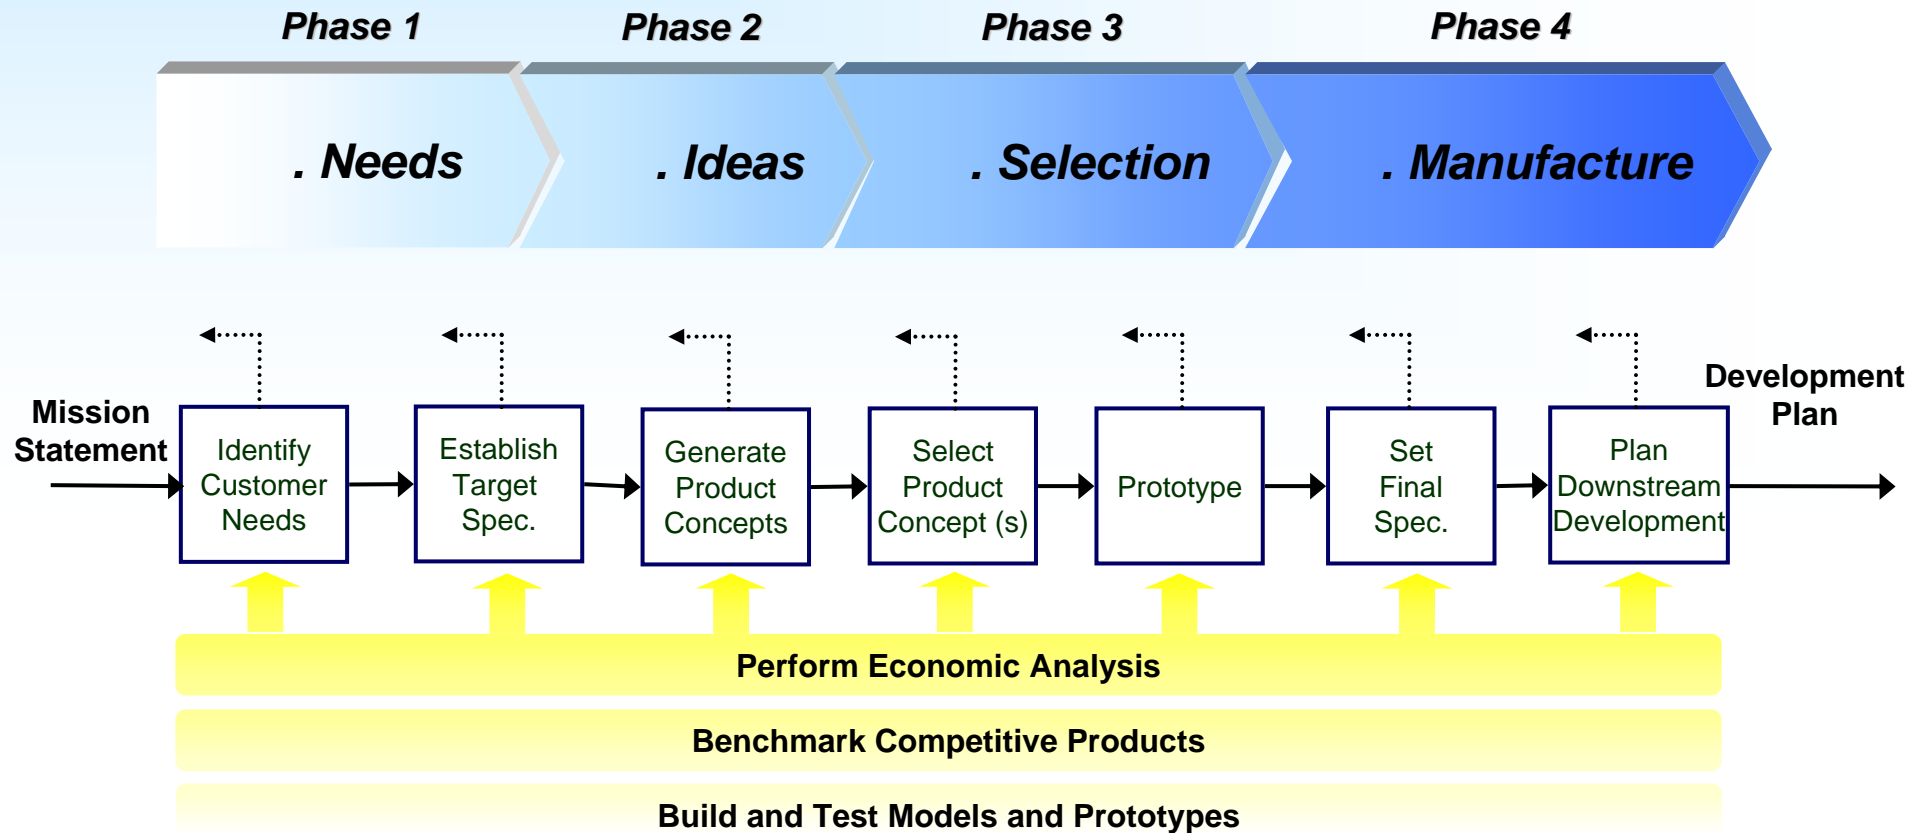 Phase 1
Phase 2
Phase 3
Phase 4
. Needs
. Ideas
. Selection
. Manufacture
Mission
Statement
Identify
Customer
Needs
Establish
Target
Spec.
Generate
Product
Concepts
Select
Product
Concept (s)
Prototype
Set
Final
Spec.
Plan
Downstream
Development
Development
Plan
Perform Economic Analysis
Benchmark Competitive Products
Build and Test Models and Prototypes